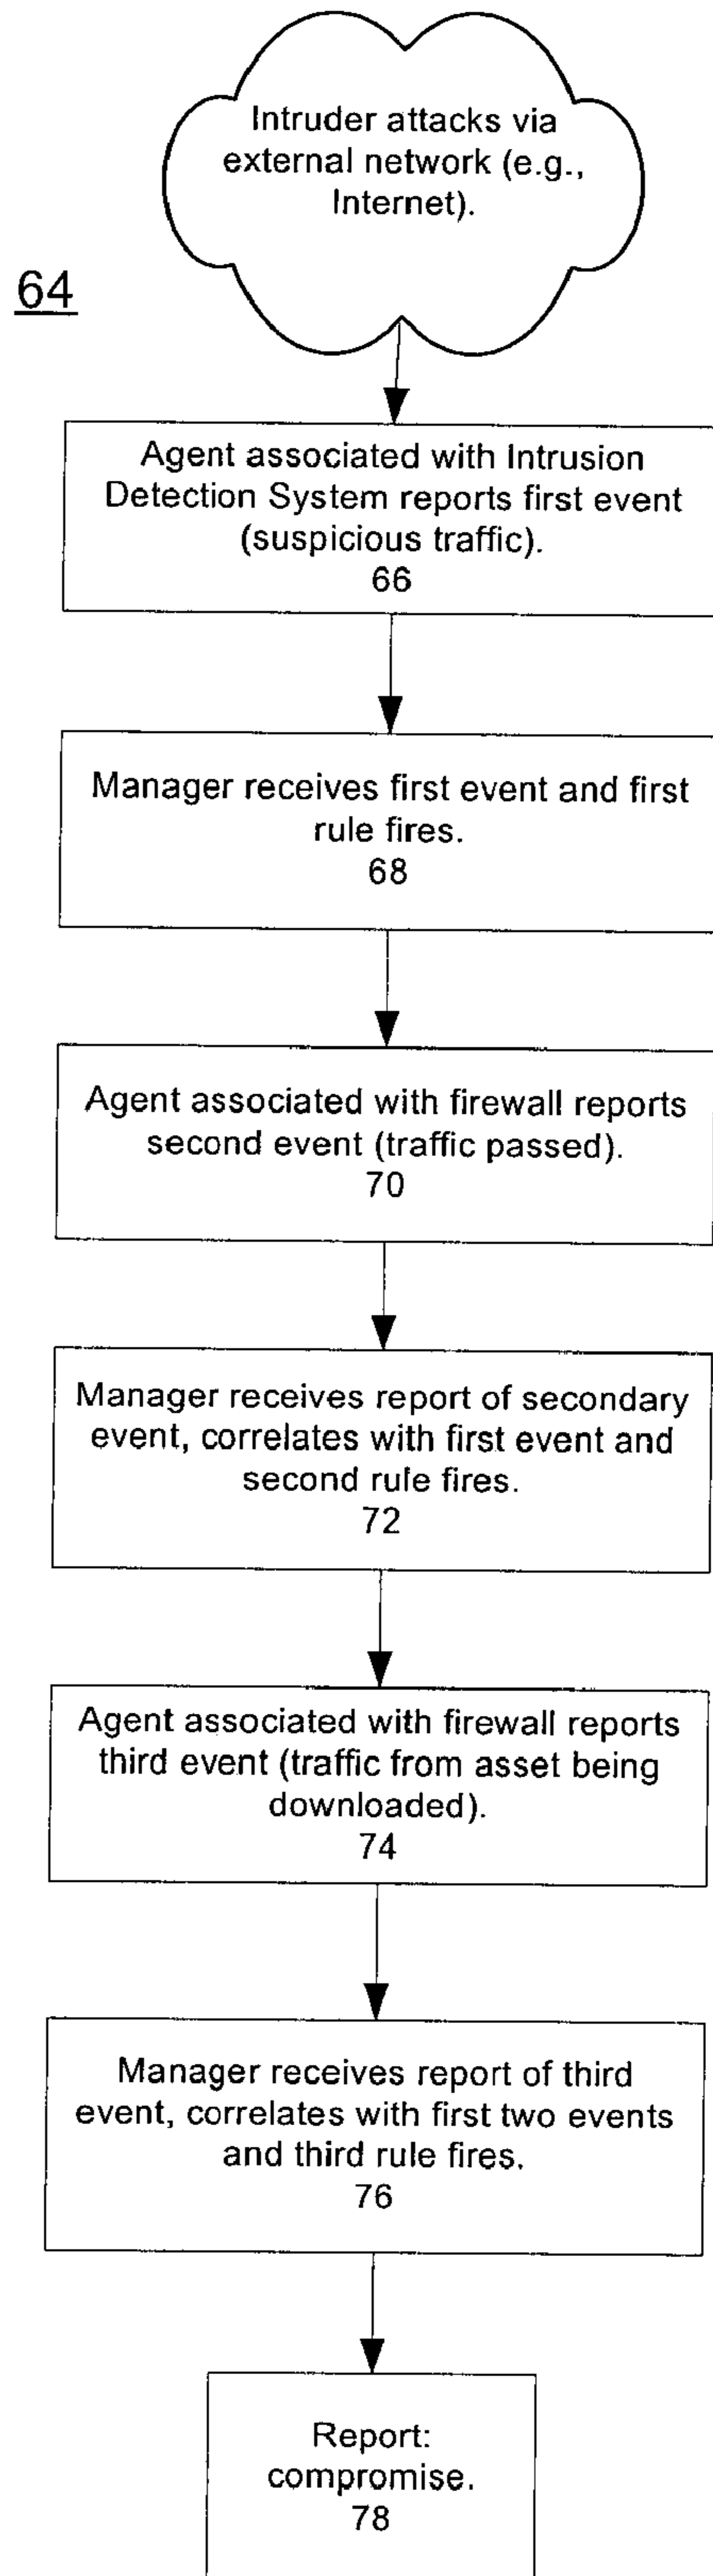 Intruder attacks via
external network (e.g.,
Internet).
64
Agent associated with Intrusion
Detection System reports first event
(suspicious traffic).
66
Manager receives first event and first
rule fires.
68
Agent associated with firewall reports
second event (traffic passed).
70
Manager receives report of secondary
event, correlates with first event and
second rule fires.
72
Agent associated with firewall reports
third event (traffic from asset being
downloaded).
74
Manager receives report of third
event, correlates with first two events
and third rule fires.
76
Report:
compromise.
78